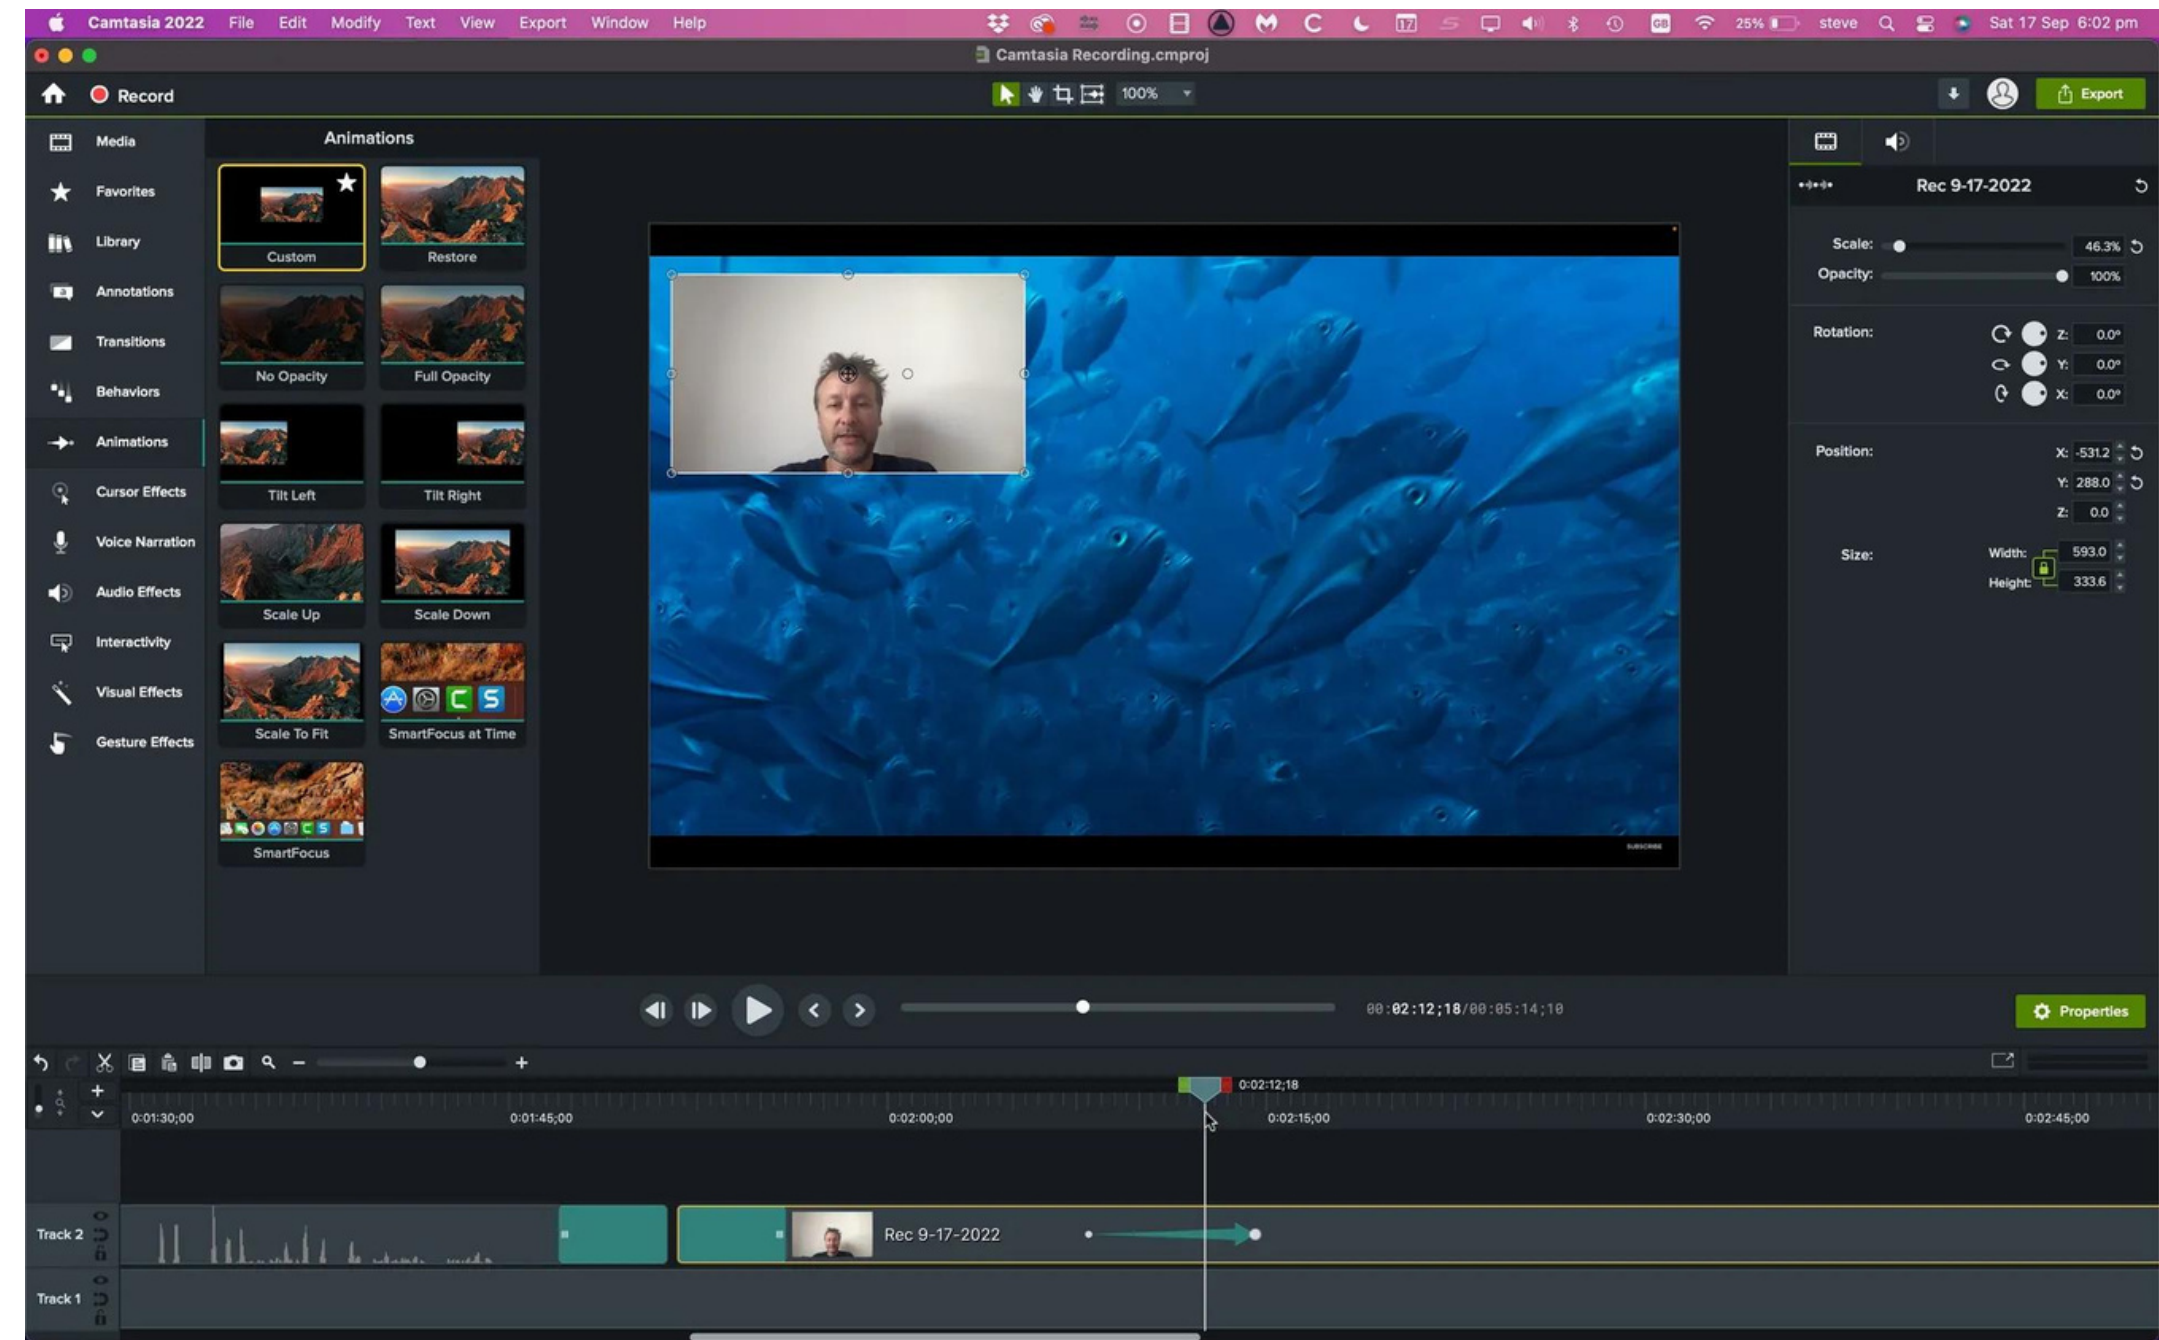 Camtasia 2022 File Edit Modify Text View Export Window Help 17 GB 25% steve Sat 17 Sep 6:02 pm
Camtasia Recording.cmproj
Record 100% Export
Media
Favorites
Library
Annotations
Transitions
Behaviors
Animations
Cursor Effects
Voice Narration
Audio Effects
Interactivity
Visual Effects
Gesture Effects
Animations
Custom Restore
No Opacity Full Opacity
Tilt Left Tilt Right
Scale Up Scale Down
Scale To Fit SmartFocus at Time
SmartFocus
SUBSCRIBE
Rec 9-17-2022
Scale: 46.3%
Opacity: 100%
Rotation: Z: 0.0°
Y: 0.0°
X: 0.0°
Position: X: -531.2
Y: 288.0
Z: 0.0
Size: Width: 593.0
Height: 333.6
00:02:12;18/00:05:14;10
Properties
0:02:12;18
0:01:30;00 0:01:45;00 0:02:00;00 0:02:15;00 0:02:30;00 0:02:45;00
Track 2 Rec 9-17-2022
Track 1